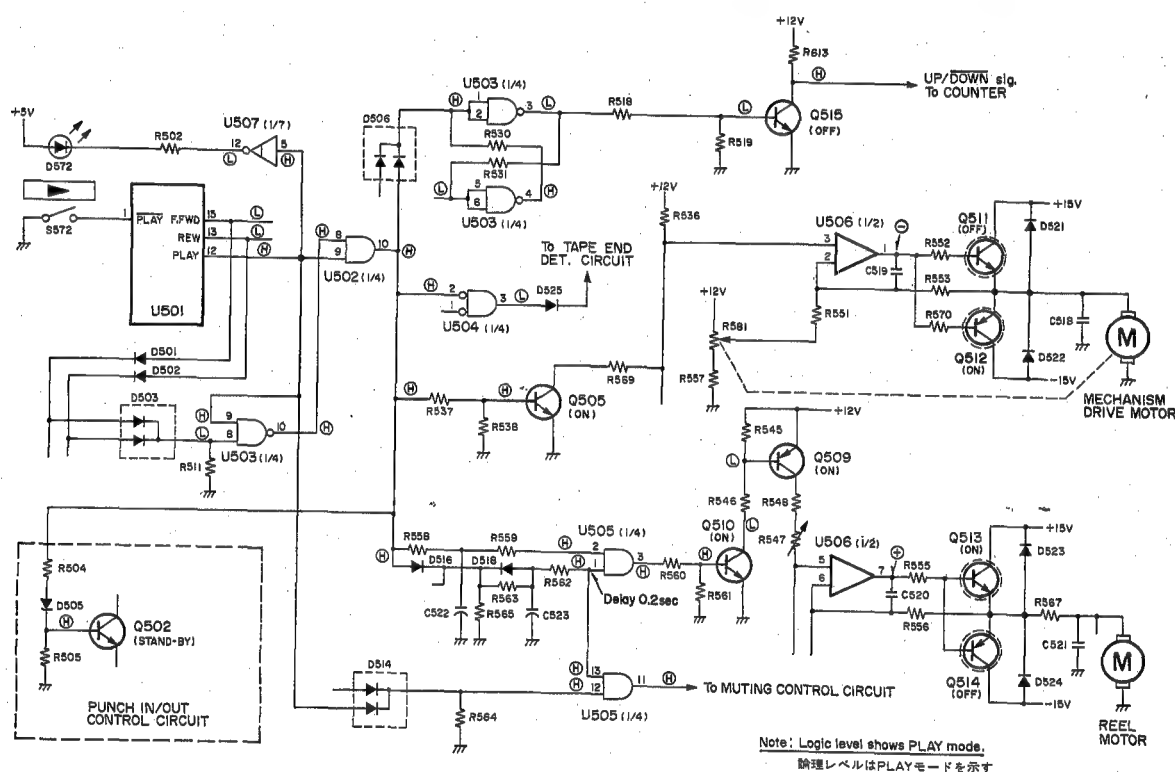 +12V
R613
H
UP/DOWN sig.
To COUNTER
U503 (1/4)
H
1
2
3
L
R518
L
Q515
(OFF)
R519
D506
R530
R531
L
5
6
4
H
U503 (1/4)
+5V
U507 (1/7)
R502
12
5
L
H
D572
S572
1
PLAY
F.FWD
15
L
REW
13
L
PLAY
12
H
U501
H
8
9
10
H
U502 (1/4)
To TAPE END
DET. CIRCUIT
H
2
1
3
L
D525
U504 (1/4)
+12V
R536
U506 (1/2)
3
2
1
⊖
C519
R552
R553
R570
R551
Q511
(OFF)
+15V
D521
Q512
(ON)
D522
-15V
C518
M
MECHANISM
DRIVE MOTOR
+12V
R581
R557
D501
D502
D503
H
9
L
8
10
H
R511
U503 (1/4)
H
R537
H
R538
Q505
(ON)
R569
+12V
R545
L
Q509
(ON)
R546
R548
L
Q510
(ON)
R547
R504
D505
H
Q502
(STAND-BY)
R505
PUNCH IN/OUT
CONTROL CIRCUIT
R558
R559
H
D516
D518
R563
R565
C522
C523
R562
H
2
H
1
U505 (1/4)
3
H
R560
H
R561
Delay 0.2sec
U506 (1/2)
5
6
7
⊕
R555
C520
R556
Q513
(ON)
+15V
D523
R567
C521
Q514
(OFF)
D524
-15V
M
REEL
MOTOR
D514
R564
H
13
H
12
11
H
U505 (1/4)
To MUTING CONTROL CIRCUIT
Note: Logic level shows PLAY mode.
論理レベルはPLAYモードを示す